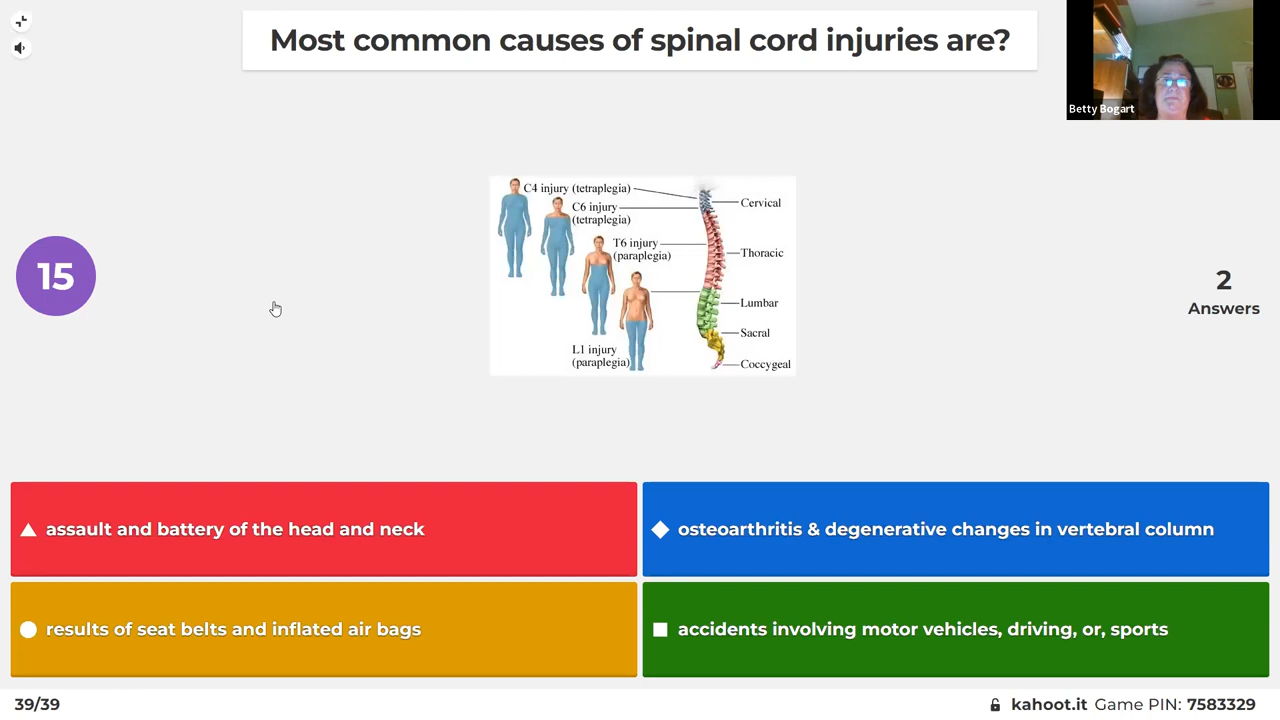 Most common causes of spinal cord injuries are?
Betty Bogart
C4 injury (tetraplegia)
C6 injury
(tetraplegia)
T6 injury
(paraplegia)
L1 injury
(paraplegia)
Cervical
Thoracic
Lumbar
Sacral
Coccygeal
15
2
Answers
assault and battery of the head and neck
osteoarthritis & degenerative changes in vertebral column
results of seat belts and inflated air bags
accidents involving motor vehicles, driving, or, sports
39/39
kahoot.it Game PIN: 7583329